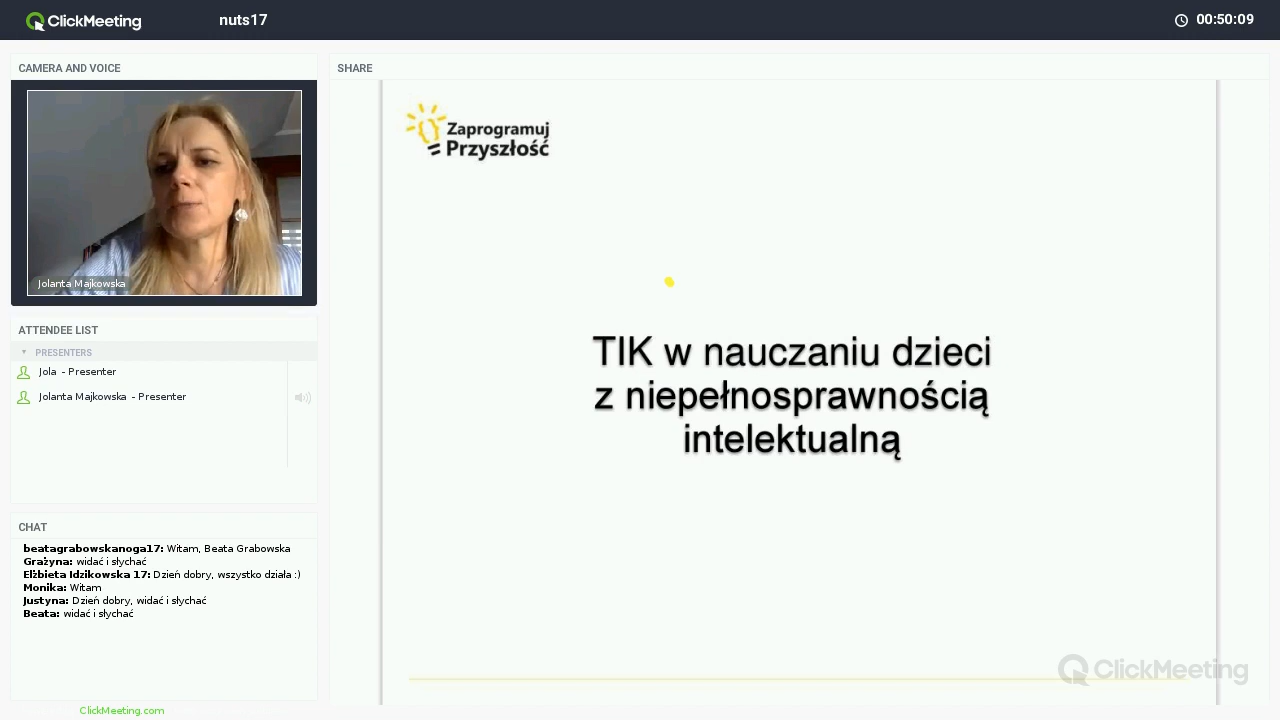 ClickMeeting
nuts17
00:50:09
CAMERA AND VOICE
Jolanta Majkowska
ATTENDEE LIST
PRESENTERS
Jola - Presenter
Jolanta Majkowska - Presenter
CHAT
beatagrabowskanoga17: Witam, Beata Grabowska
Grażyna: widać i słychać
Elżbieta Idzikowska 17: Dzień dobry, wszystko działa :)
Monika: Witam
Justyna: Dzień dobry, widać i słychać
Beata: widać i słychać
ClickMeeting.com
SHARE
Zaprogramuj
Przyszłość
TIK w nauczaniu dzieci
z niepełnosprawnością
intelektualną
ClickMeeting